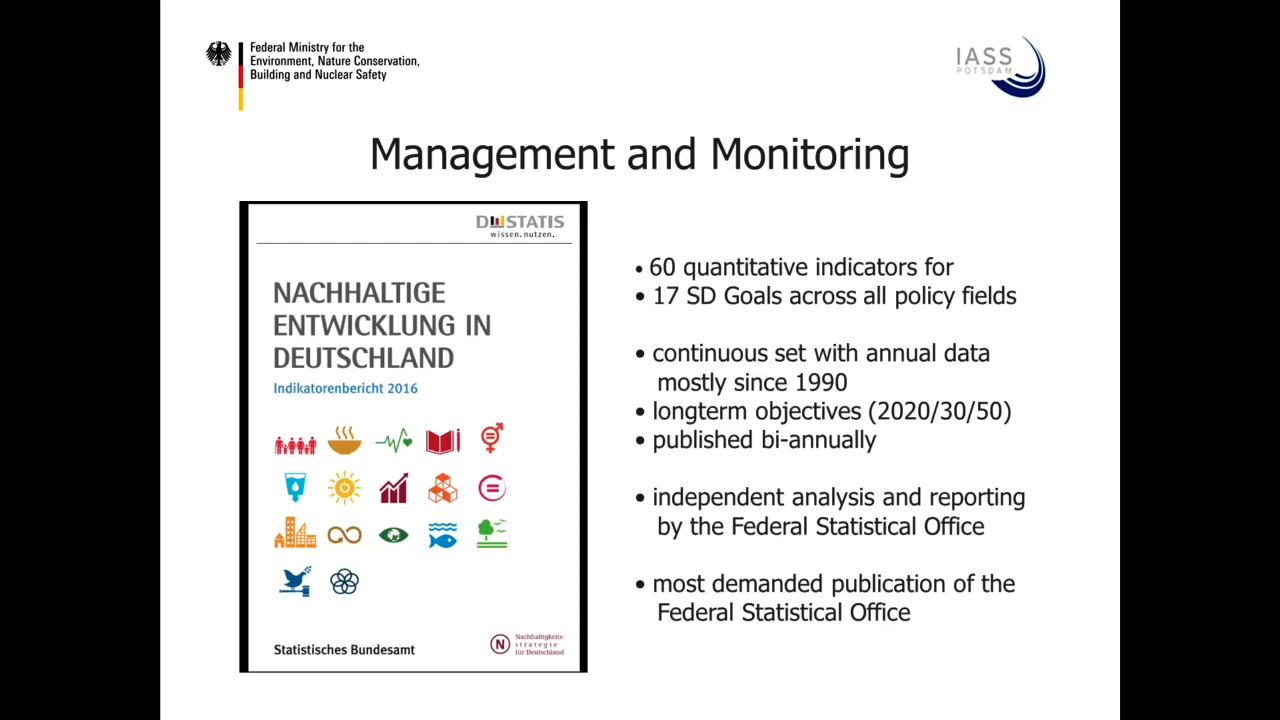 Federal Ministry for the
Environment, Nature Conservation,
Building and Nuclear Safety
IASS
POTSDAM
Management and Monitoring
DESTATIS
wissen.nutzen.
NACHHALTIGE
ENTWICKLUNG IN
DEUTSCHLAND
Indikatorenbericht 2016
Statistisches Bundesamt
N
Nachhaltigkeits-
strategie
für Deutschland
• 60 quantitative indicators for
• 17 SD Goals across all policy fields
• continuous set with annual data
mostly since 1990
• longterm objectives (2020/30/50)
• published bi-annually
• independent analysis and reporting
by the Federal Statistical Office
• most demanded publication of the
Federal Statistical Office